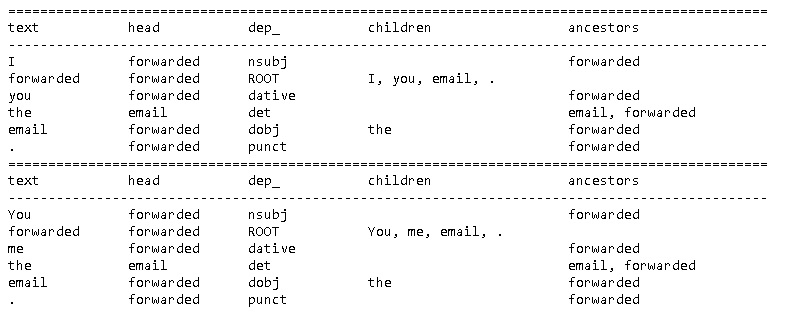 ===============================================================================================
text           head           dep_           children                 ancestors
-----------------------------------------------------------------------------------------------
I              forwarded      nsubj                                   forwarded
forwarded      forwarded      ROOT           I, you, email, .
you            forwarded      dative                                  forwarded
the            email          det                                     email, forwarded
email          forwarded      dobj           the                      forwarded
.              forwarded      punct                                   forwarded
===============================================================================================
text           head           dep_           children                 ancestors
-----------------------------------------------------------------------------------------------
You            forwarded      nsubj                                   forwarded
forwarded      forwarded      ROOT           You, me, email, .
me             forwarded      dative                                  forwarded
the            email          det                                     email, forwarded
email          forwarded      dobj           the                      forwarded
.              forwarded      punct                                   forwarded